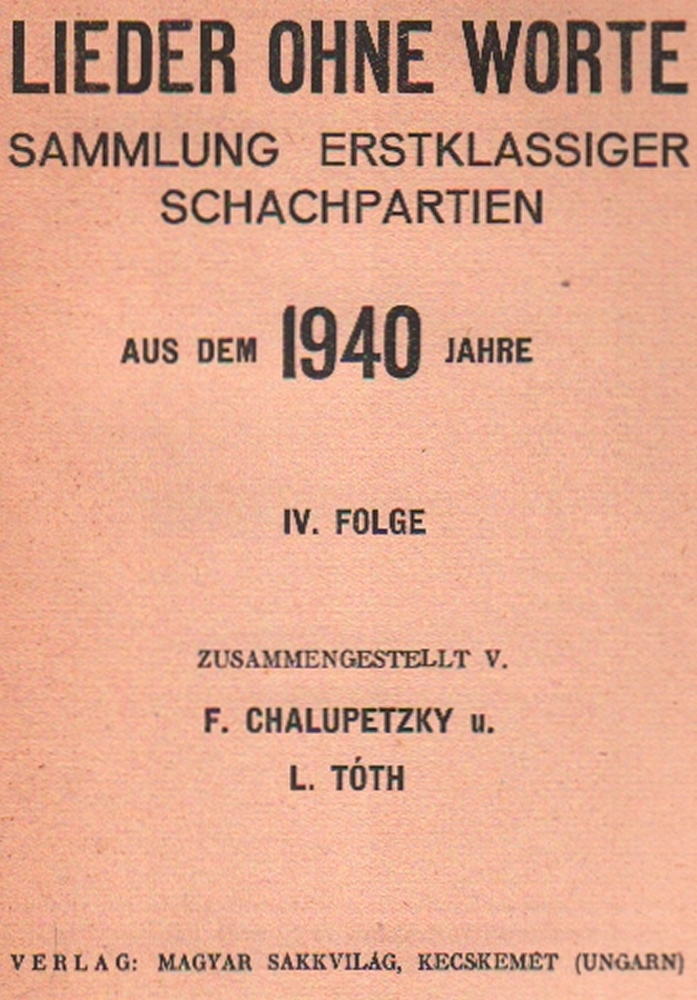 LIEDER OHNE WORTE
SAMMLUNG ERSTKLASSIGER
SCHACHPARTIEN
AUS DEM 1940 JAHRE
IV. FOLGE
ZUSAMMENGESTELLT V.
F. CHALUPETZKY u.
L. TÓTH
VERLAG: MAGYAR SAKKVILÁG, KECSKEMÉT (UNGARN)